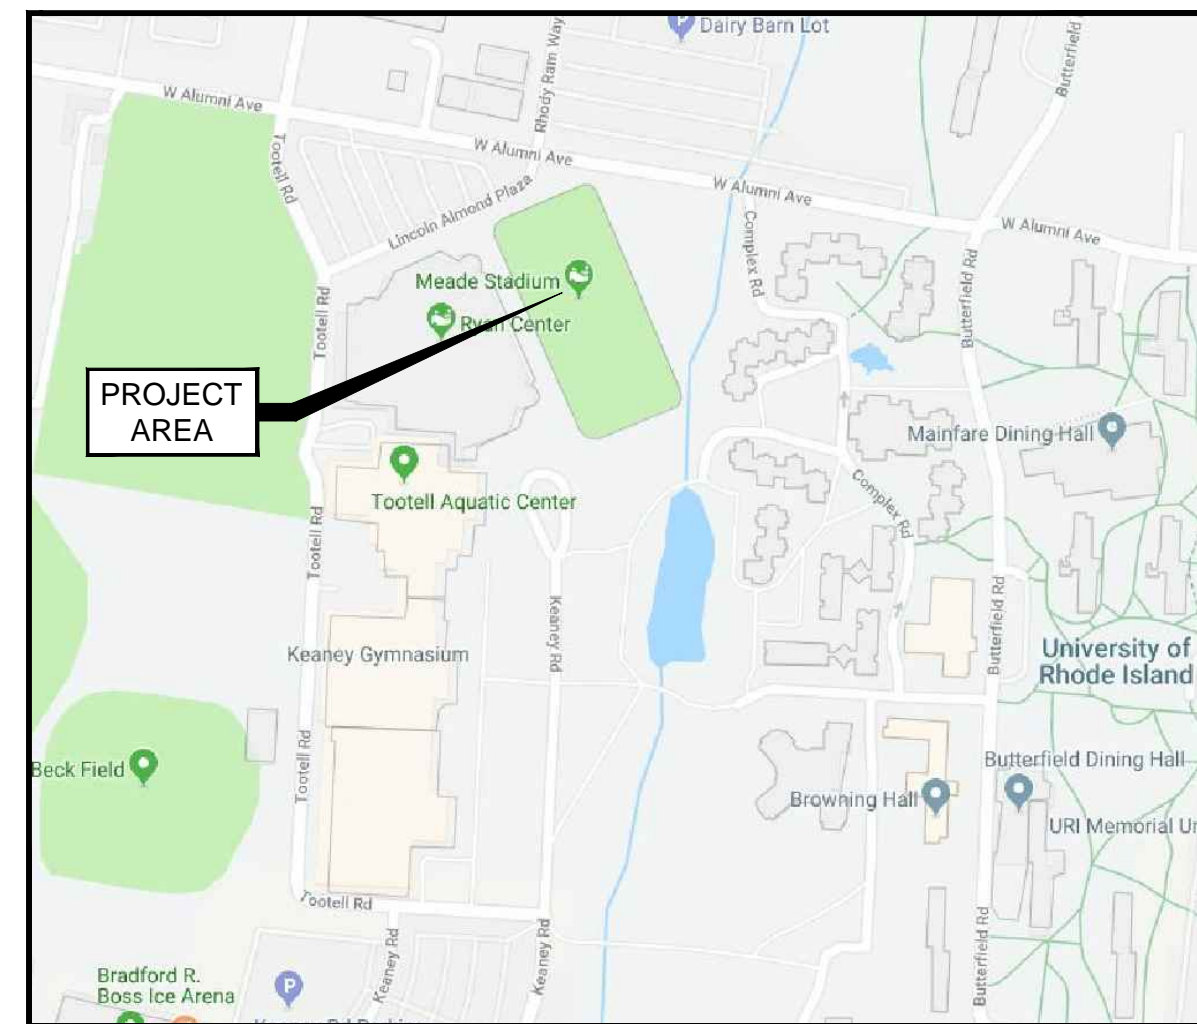 Dairy Barn Lot
Butterfield
Rhody Ram Way
W Alumni Ave
Tootell Rd
W Alumni Ave
Lincoln Almond Plaza
W Alumni Ave
Complex Rd
W Alumni Ave
Butterfield Rd
Meade Stadium
Ryan Center
Tootell Rd
PROJECT
AREA
Mainfare Dining Hall
Tootell Aquatic Center
Complex Rd
Tootell Rd
Keaney Rd
Butterfield Rd
Keaney Gymnasium
University of
Rhode Island
Tootell Rd
Beck Field
Butterfield Dining Hall
Browning Hall
URI Memorial
Tootell Rd
Keaney Rd
Keaney Rd
Butterfield Rd
Bradford R.
Boss Ice Arena
P
P